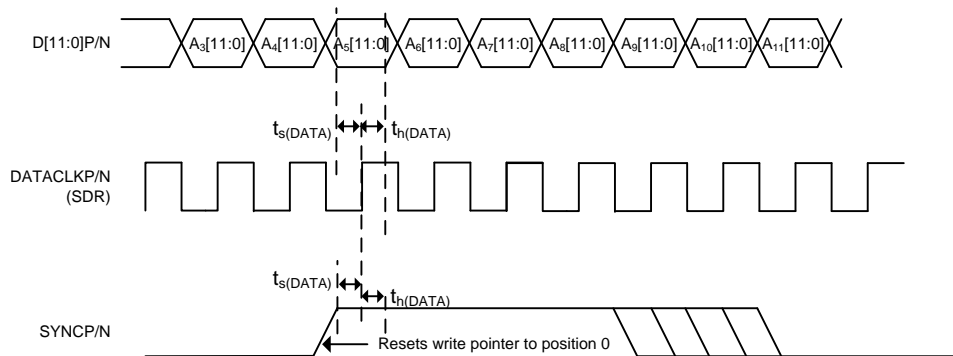 D[11:0]P/N
A₃[11:0] A₄[11:0] A₅[11:0] A₆[11:0] A₇[11:0] A₈[11:0] A₉[11:0] A₁₀[11:0] A₁₁[11:0]
tₛ(DATA) tₕ(DATA)
DATACLKP/N
(SDR)
tₛ(DATA)
tₕ(DATA)
SYNCP/N
Resets write pointer to position 0